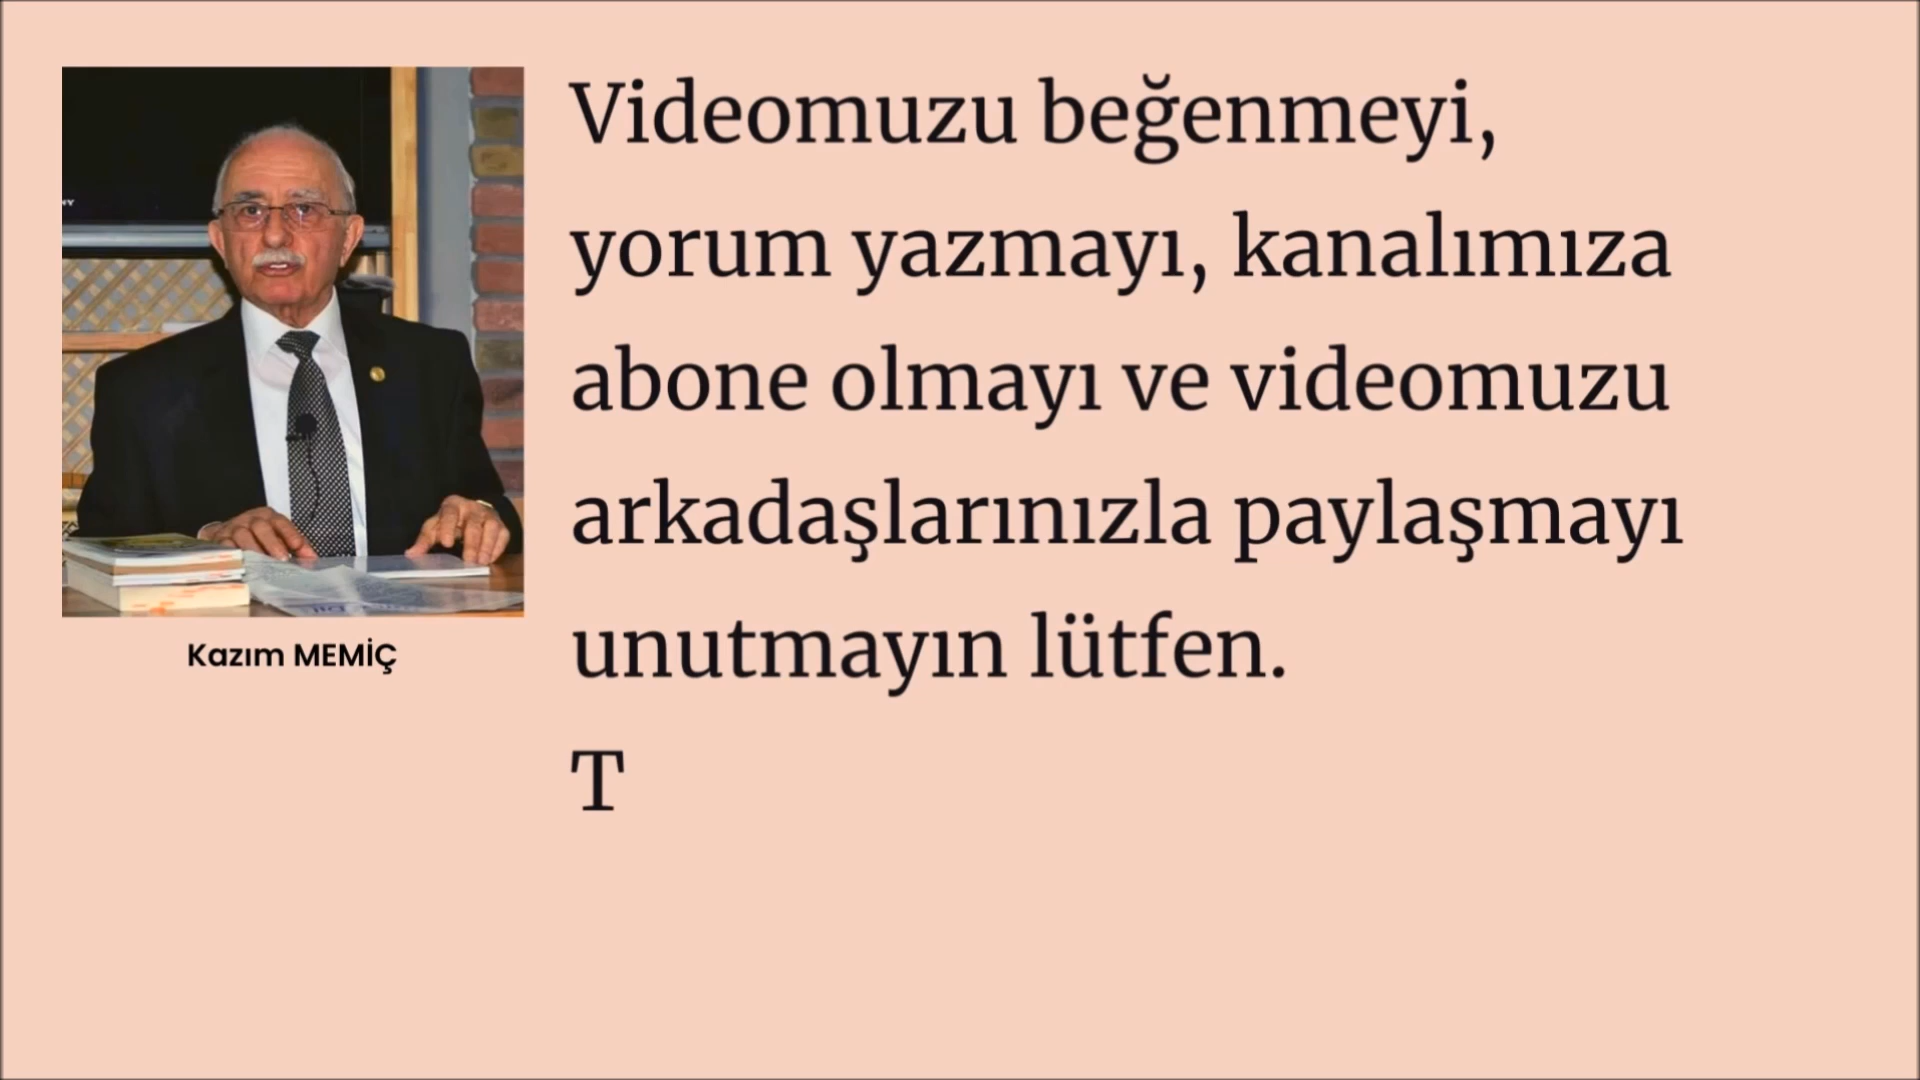 Videomuzu beğenmeyi,
yorum yazmayı, kanalımıza
abone olmayı ve videomuzu
arkadaşlarınızla paylaşmayı
unutmayın lütfen.
T
Kazım MEMİÇ